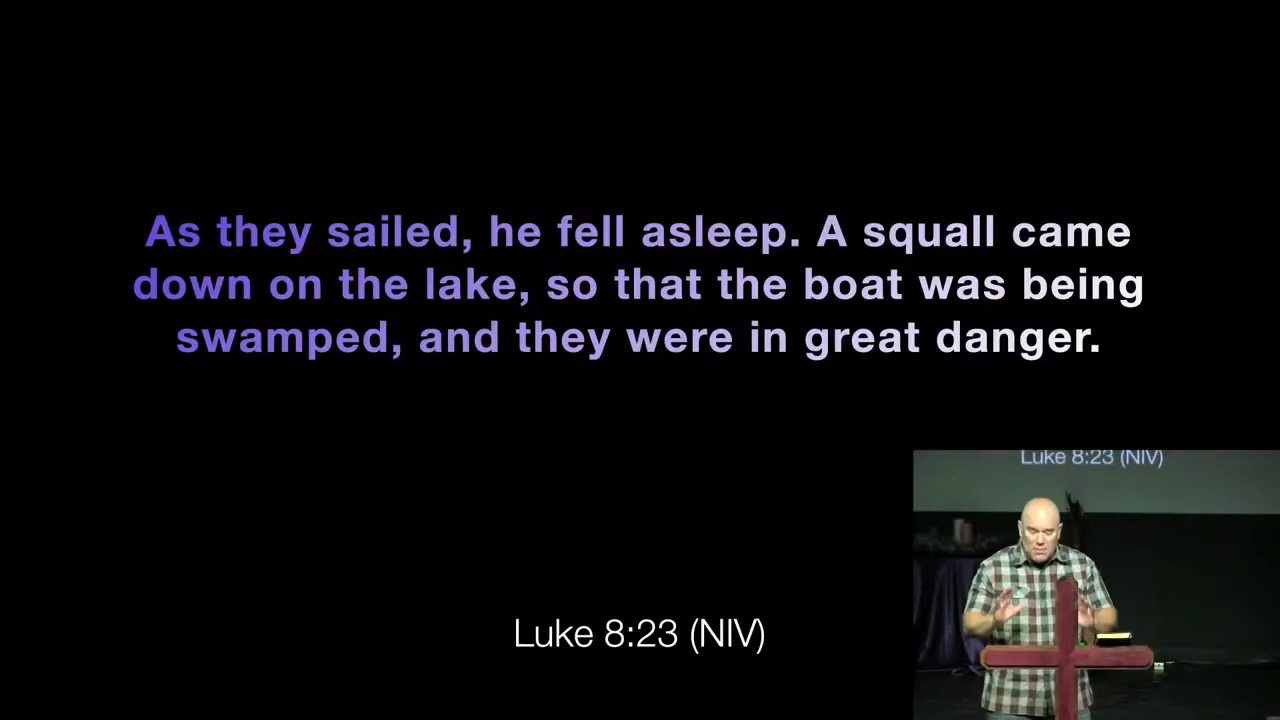 As they sailed, he fell asleep. A squall came
down on the lake, so that the boat was being
swamped, and they were in great danger.
Luke 8:23 (NIV)
Luke 8:23 (NIV)